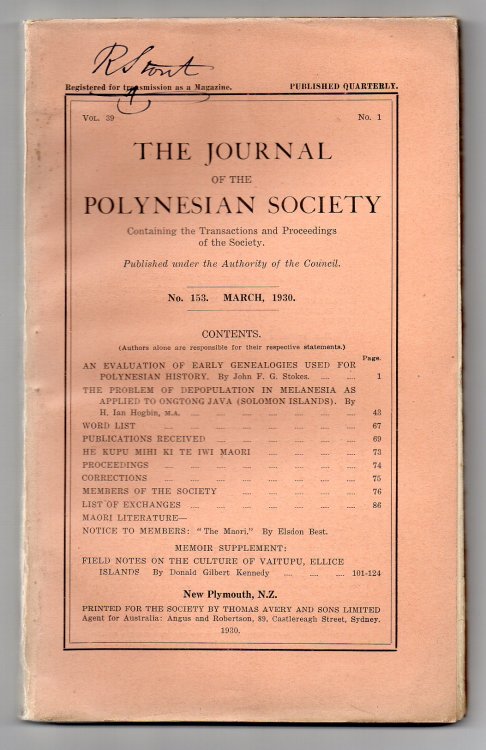 R Stout
Registered for transmission as a Magazine. PUBLISHED QUARTERLY.
VOL. 39 No. 1
THE JOURNAL
OF THE
POLYNESIAN SOCIETY
Containing the Transactions and Proceedings
of the Society.
Published under the Authority of the Council.
No. 153. MARCH, 1930.
CONTENTS.
(Authors alone are responsible for their respective statements.)
Page.
AN EVALUATION OF EARLY GENEALOGIES USED FOR
POLYNESIAN HISTORY. By John F. G. Stokes. .... .... 1
THE PROBLEM OF DEPOPULATION IN MELANESIA AS
APPLIED TO ONGTONG JAVA (SOLOMON ISLANDS). By
H. Ian Hogbin, M.A. .... .... .... .... .... .... .... 43
WORD LIST .... .... .... .... .... .... .... .... 67
PUBLICATIONS RECEIVED .... .... .... .... .... .... 69
HE KUPU MIHI KI TE IWI MAORI .... .... .... .... 73
PROCEEDINGS .... .... .... .... .... .... .... .... 74
CORRECTIONS .... .... .... .... .... .... .... .... 75
MEMBERS OF THE SOCIETY .... .... .... .... .... 76
LIST OF EXCHANGES .... .... .... .... .... .... .... 86
MAORI LITERATURE—
NOTICE TO MEMBERS: "The Maori." By Elsdon Best.
MEMOIR SUPPLEMENT:
FIELD NOTES ON THE CULTURE OF VAITUPU, ELLICE
ISLANDS By Donald Gilbert Kennedy .... .... .... 101-124
New Plymouth, N.Z.
PRINTED FOR THE SOCIETY BY THOMAS AVERY AND SONS LIMITED
Agent for Australia: Angus and Robertson, 89, Castlereagh Street, Sydney.
1930.